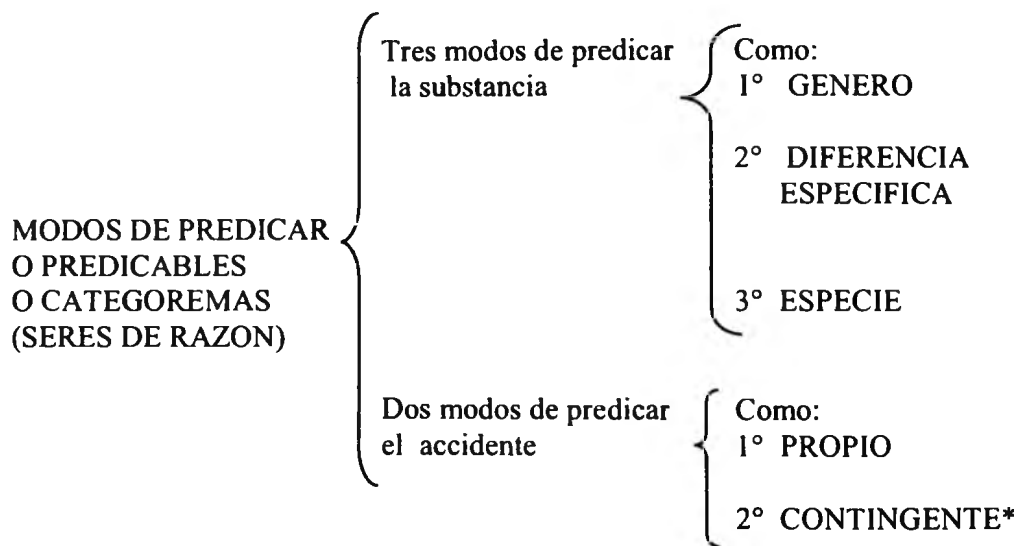 MODOS DE PREDICAR
O PREDICABLES
O CATEGOREMAS
(SERES DE RAZON)
Tres modos de predicar
la substancia
Como:
1° GENERO
2° DIFERENCIA
ESPECIFICA
3° ESPECIE
Dos modos de predicar
el accidente
Como:
1° PROPIO
2° CONTINGENTE*